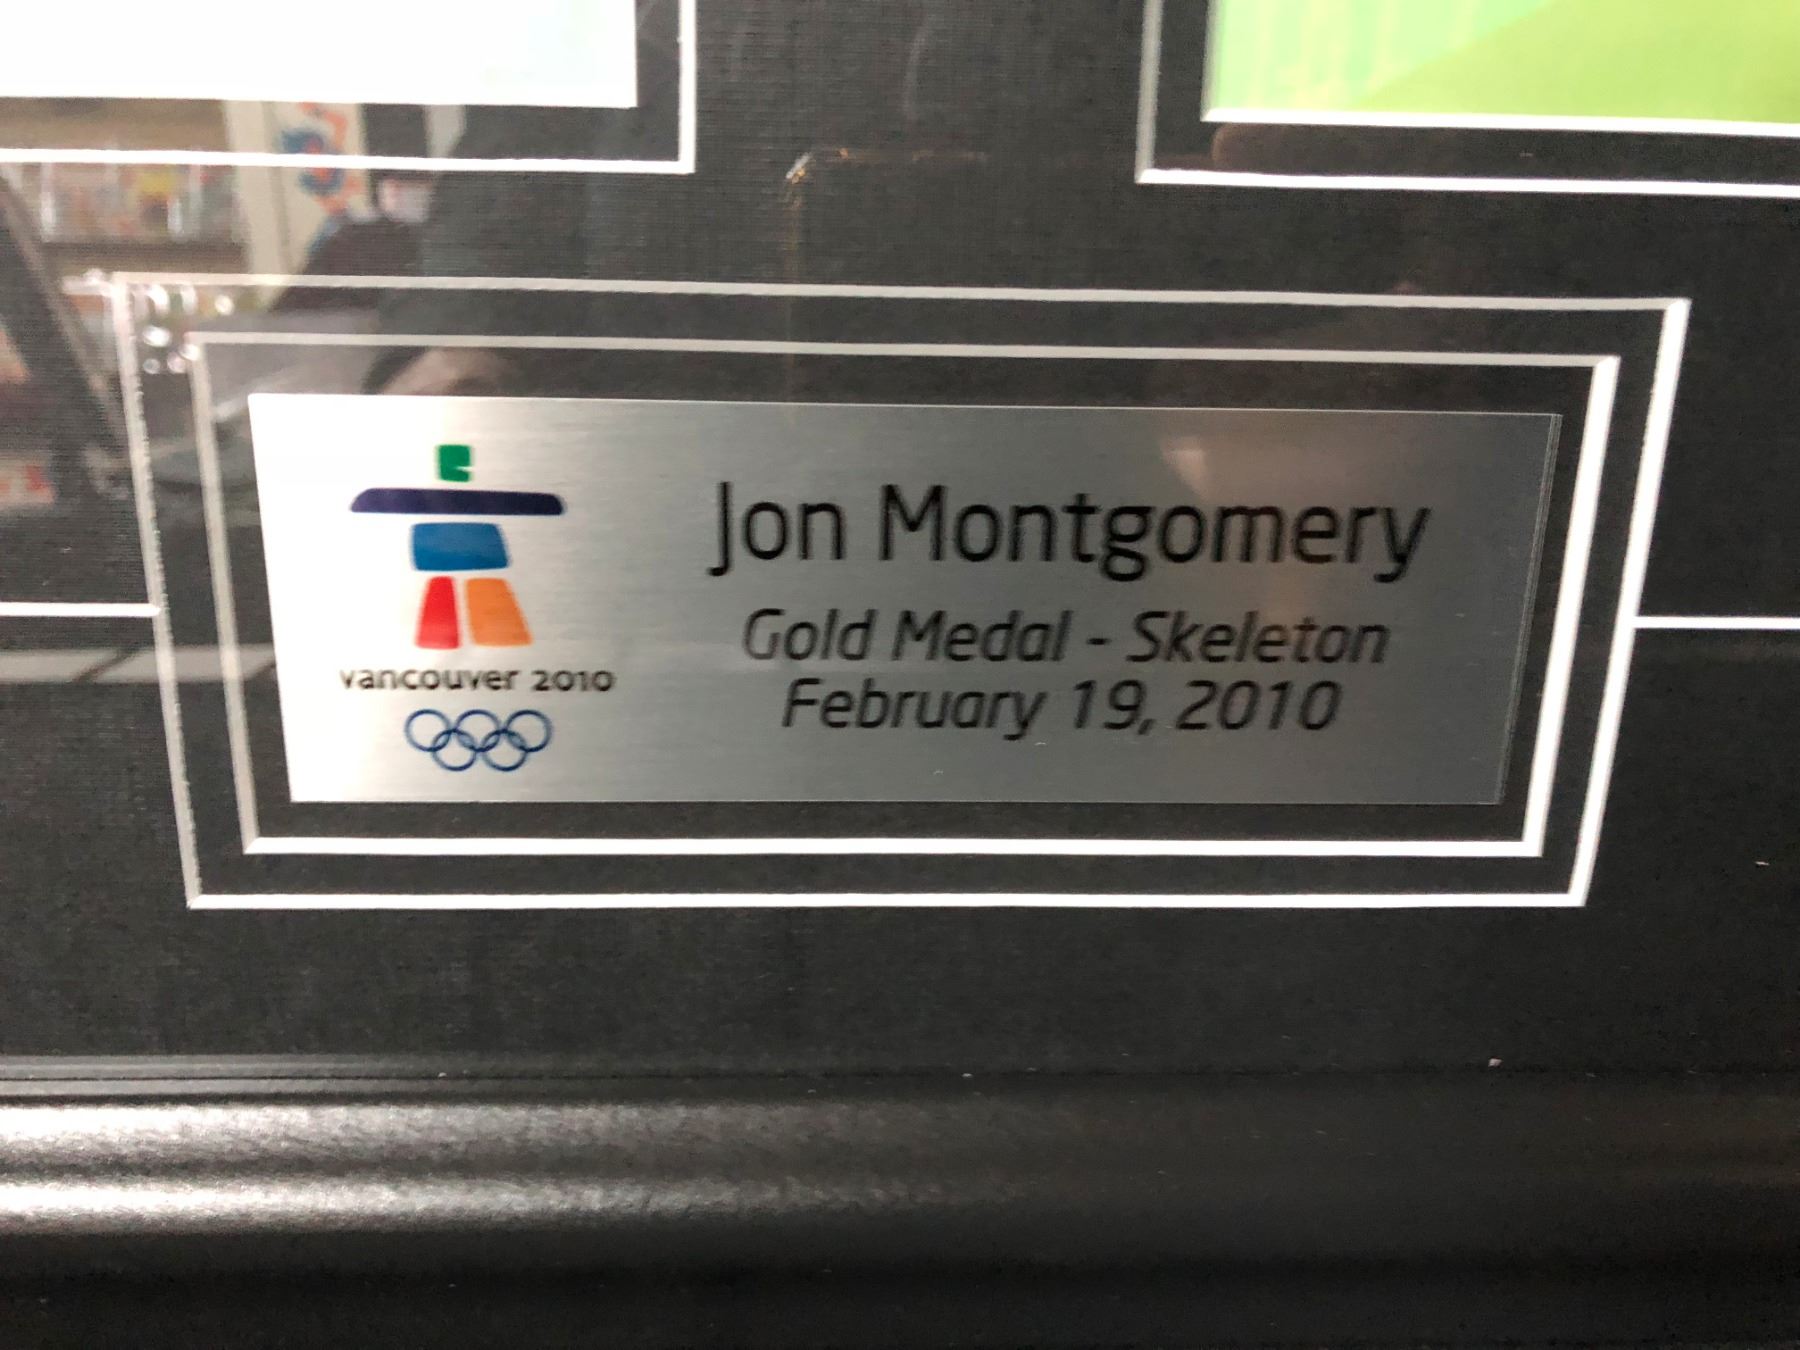 Jon Montgomery
Gold Medal - Skeleton
February 19, 2010
vancouver 2010